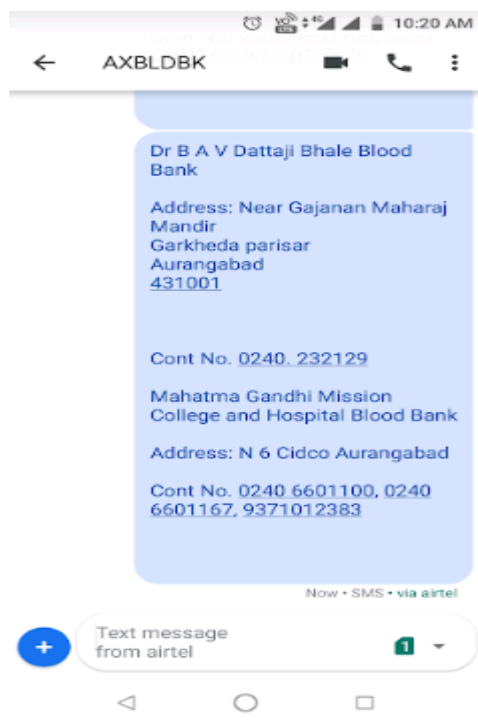 10:20 AM
AXBLDBK
Dr B A V Dattaji Bhale Blood
Bank
Address: Near Gajanan Maharaj
Mandir
Garkheda parisar
Aurangabad
431001
Cont No. 0240. 232129
Mahatma Gandhi Mission
College and Hospital Blood Bank
Address: N 6 Cidco Aurangabad
Cont No. 0240 6601100, 0240
6601167, 9371012383
Now • SMS • via airtel
Text message
from airtel
1